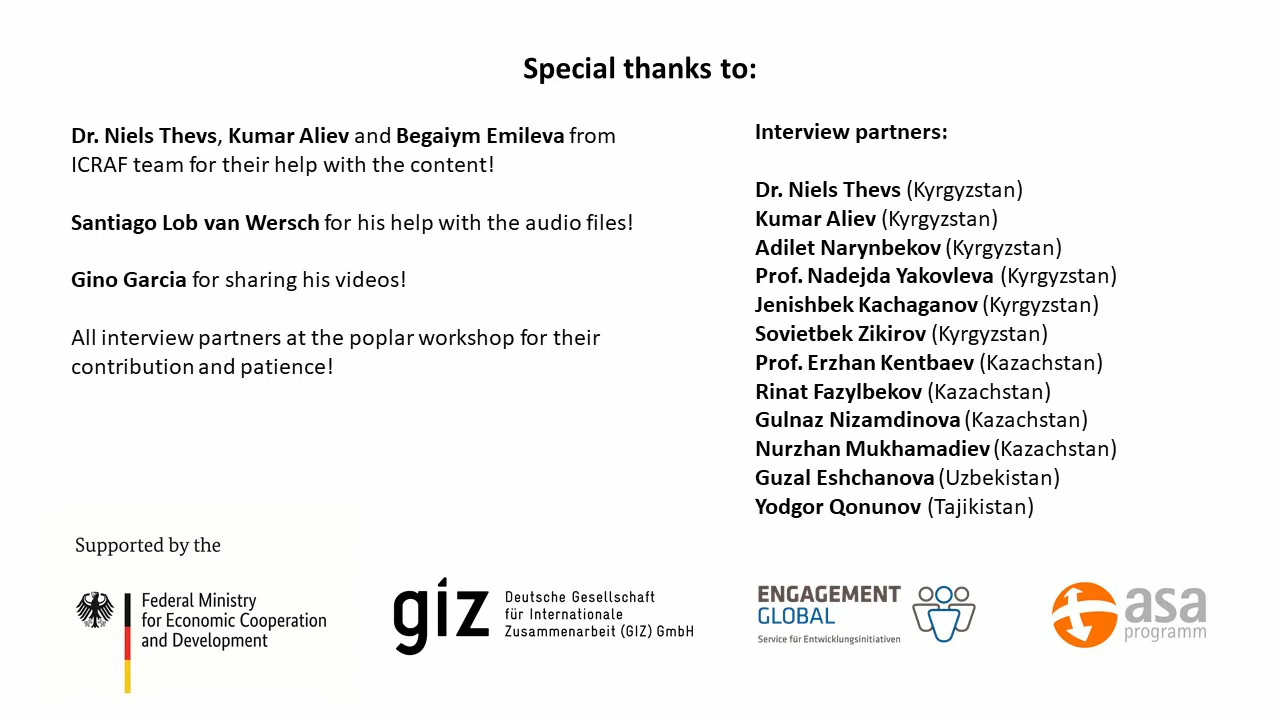 Special thanks to:
Dr. Niels Thevs, Kumar Aliev and Begaiym Emileva from
ICRAF team for their help with the content!
Santiago Lob van Wersch for his help with the audio files!
Gino Garcia for sharing his videos!
All interview partners at the poplar workshop for their
contribution and patience!
Interview partners:
Dr. Niels Thevs (Kyrgyzstan)
Kumar Aliev (Kyrgyzstan)
Adilet Narynbekov (Kyrgyzstan)
Prof. Nadejda Yakovleva (Kyrgyzstan)
Jenishbek Kachaganov (Kyrgyzstan)
Sovietbek Zikirov (Kyrgyzstan)
Prof. Erzhan Kentbaev (Kazachstan)
Rinat Fazylbekov (Kazachstan)
Gulnaz Nizamdinova (Kazachstan)
Nurzhan Mukhamadiev (Kazachstan)
Guzal Eshchanova (Uzbekistan)
Yodgor Qonunov (Tajikistan)
Supported by the
Federal Ministry
for Economic Cooperation
and Development
giz
Deutsche Gesellschaft
für Internationale
Zusammenarbeit (GIZ) GmbH
ENGAGEMENT
GLOBAL
Service für Entwicklungsinitiativen
asa
programm